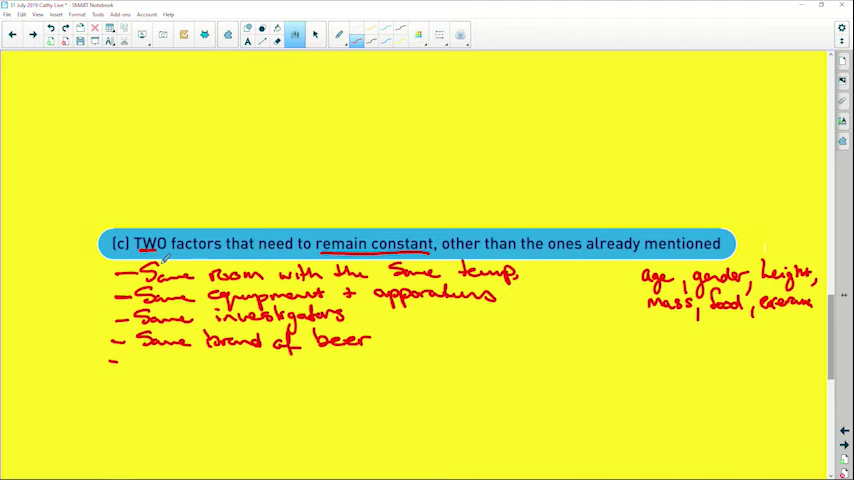 31 July 2019 Cathy Live * - SMART Notebook
File Edit View Insert Format Tools Add-ons Account Help
(c) TWO factors that need to remain constant, other than the ones already mentioned
- Same room with the same temp.
- Same equipment + apparatus
- Same investigators
- Same brand of beer
-
age, gender, height,
mass, food, exercise